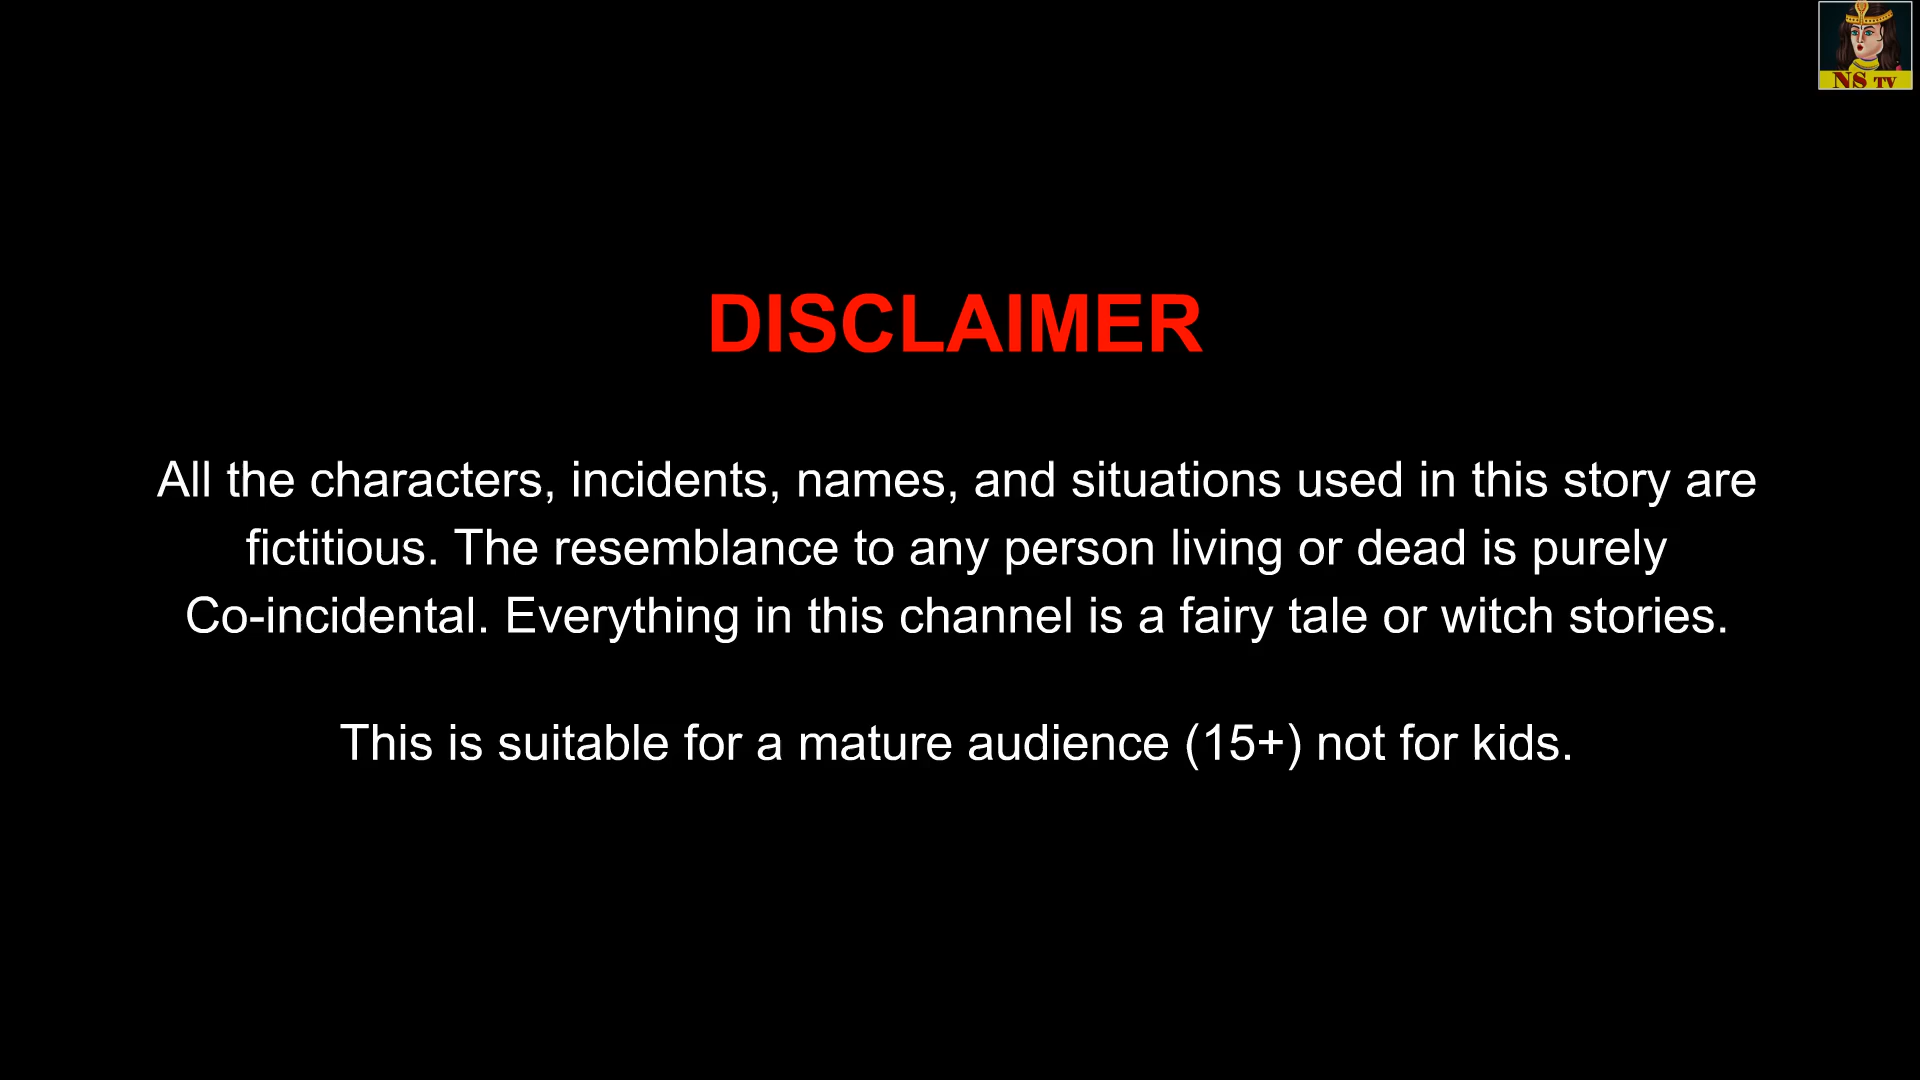 NS TV
DISCLAIMER
All the characters, incidents, names, and situations used in this story are
fictitious. The resemblance to any person living or dead is purely
Co-incidental. Everything in this channel is a fairy tale or witch stories.
This is suitable for a mature audience (15+) not for kids.